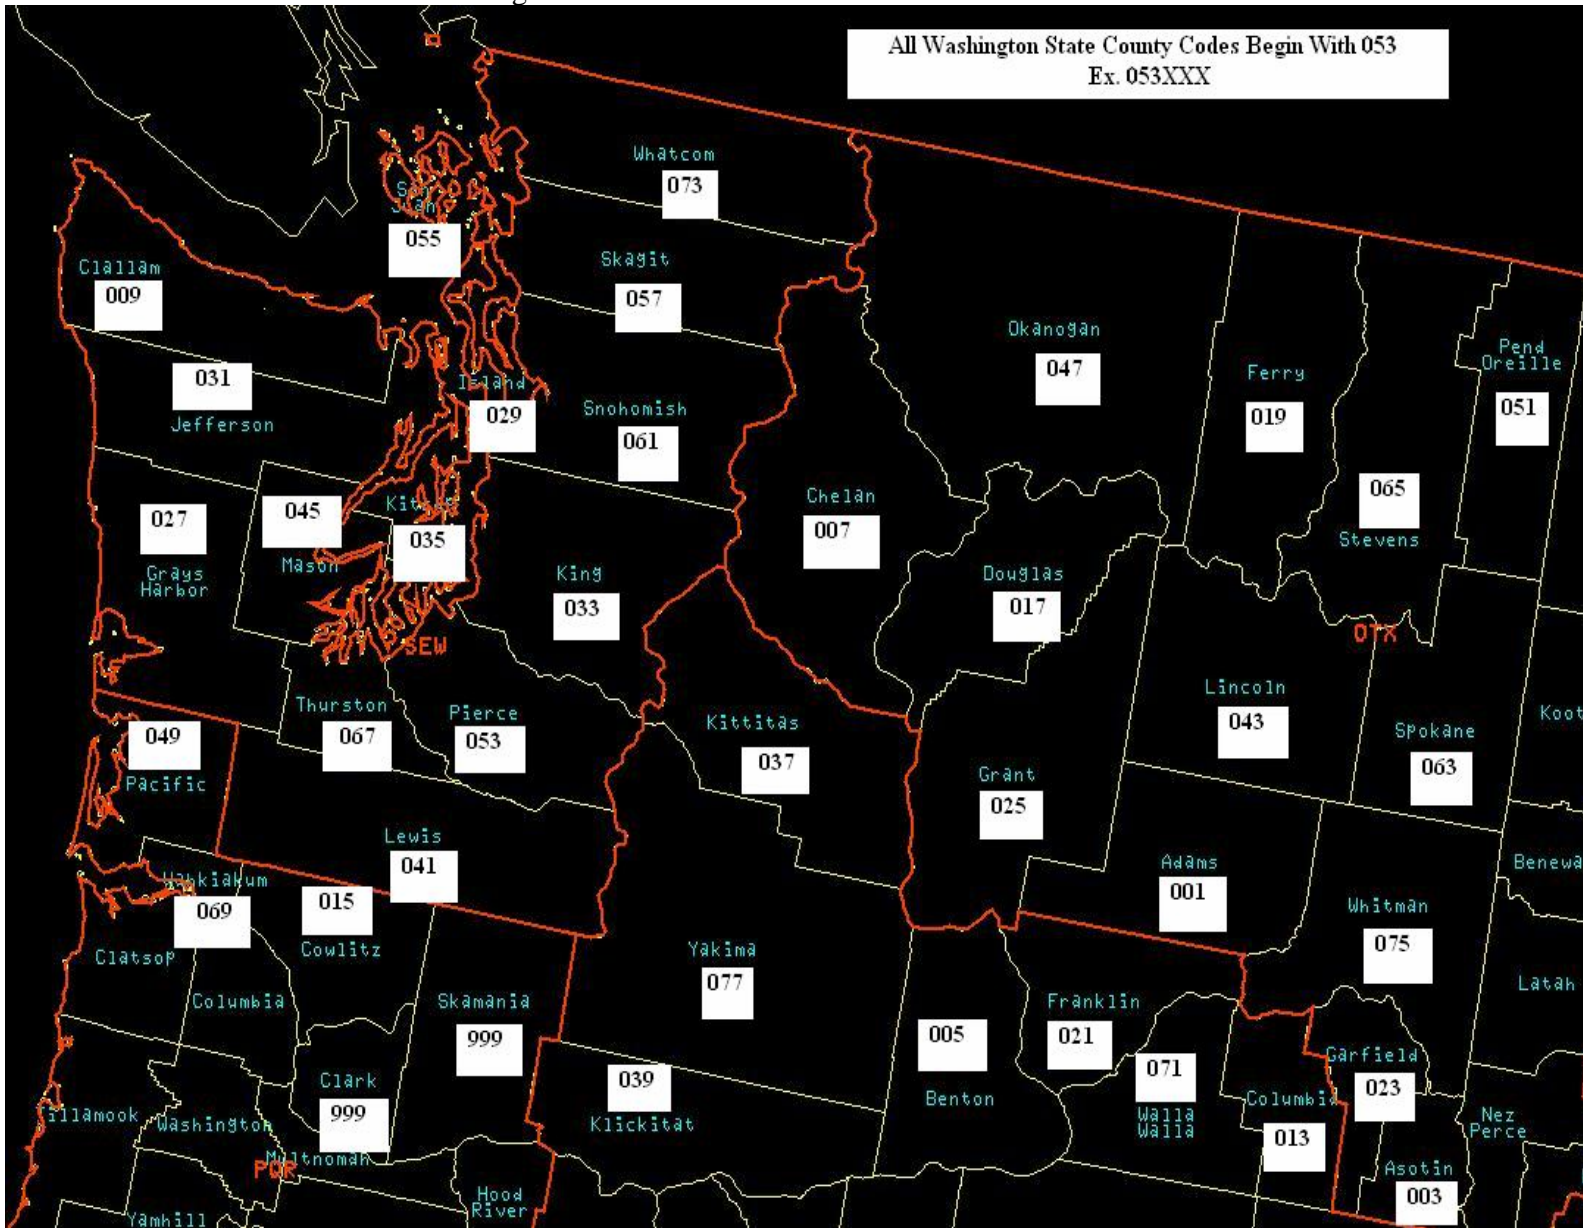 All Washington State County Codes Begin With 053
Ex. 053XXX
Whatcom
073
San
Juan
055
Skagit
057
Clallam
009
Okanogan
047
Pend
Oreille
051
Ferry
019
031
Jefferson
Island
029
Snohomish
061
065
Stevens
Chelan
007
027
Grays
Harbor
045
Mason
035
King
033
Douglas
017
SEW
OTX
Lincoln
043
Thurston
067
Pierce
053
Kittitas
037
Spokane
063
Koot
049
Pacific
Grant
025
Lewis
041
Adams
001
Benewa
069
015
Cowlitz
Whitman
075
Clatsop
Yakima
077
Latah
Columbia
Skamania
999
Franklin
021
005
Benton
Garfield
023
Clark
999
039
Klickitat
071
Walla
Walla
Columbia
013
Nez
Perce
illamook
Washington
Multnomah
PQR
Asotin
003
Hood
River
Yamhill